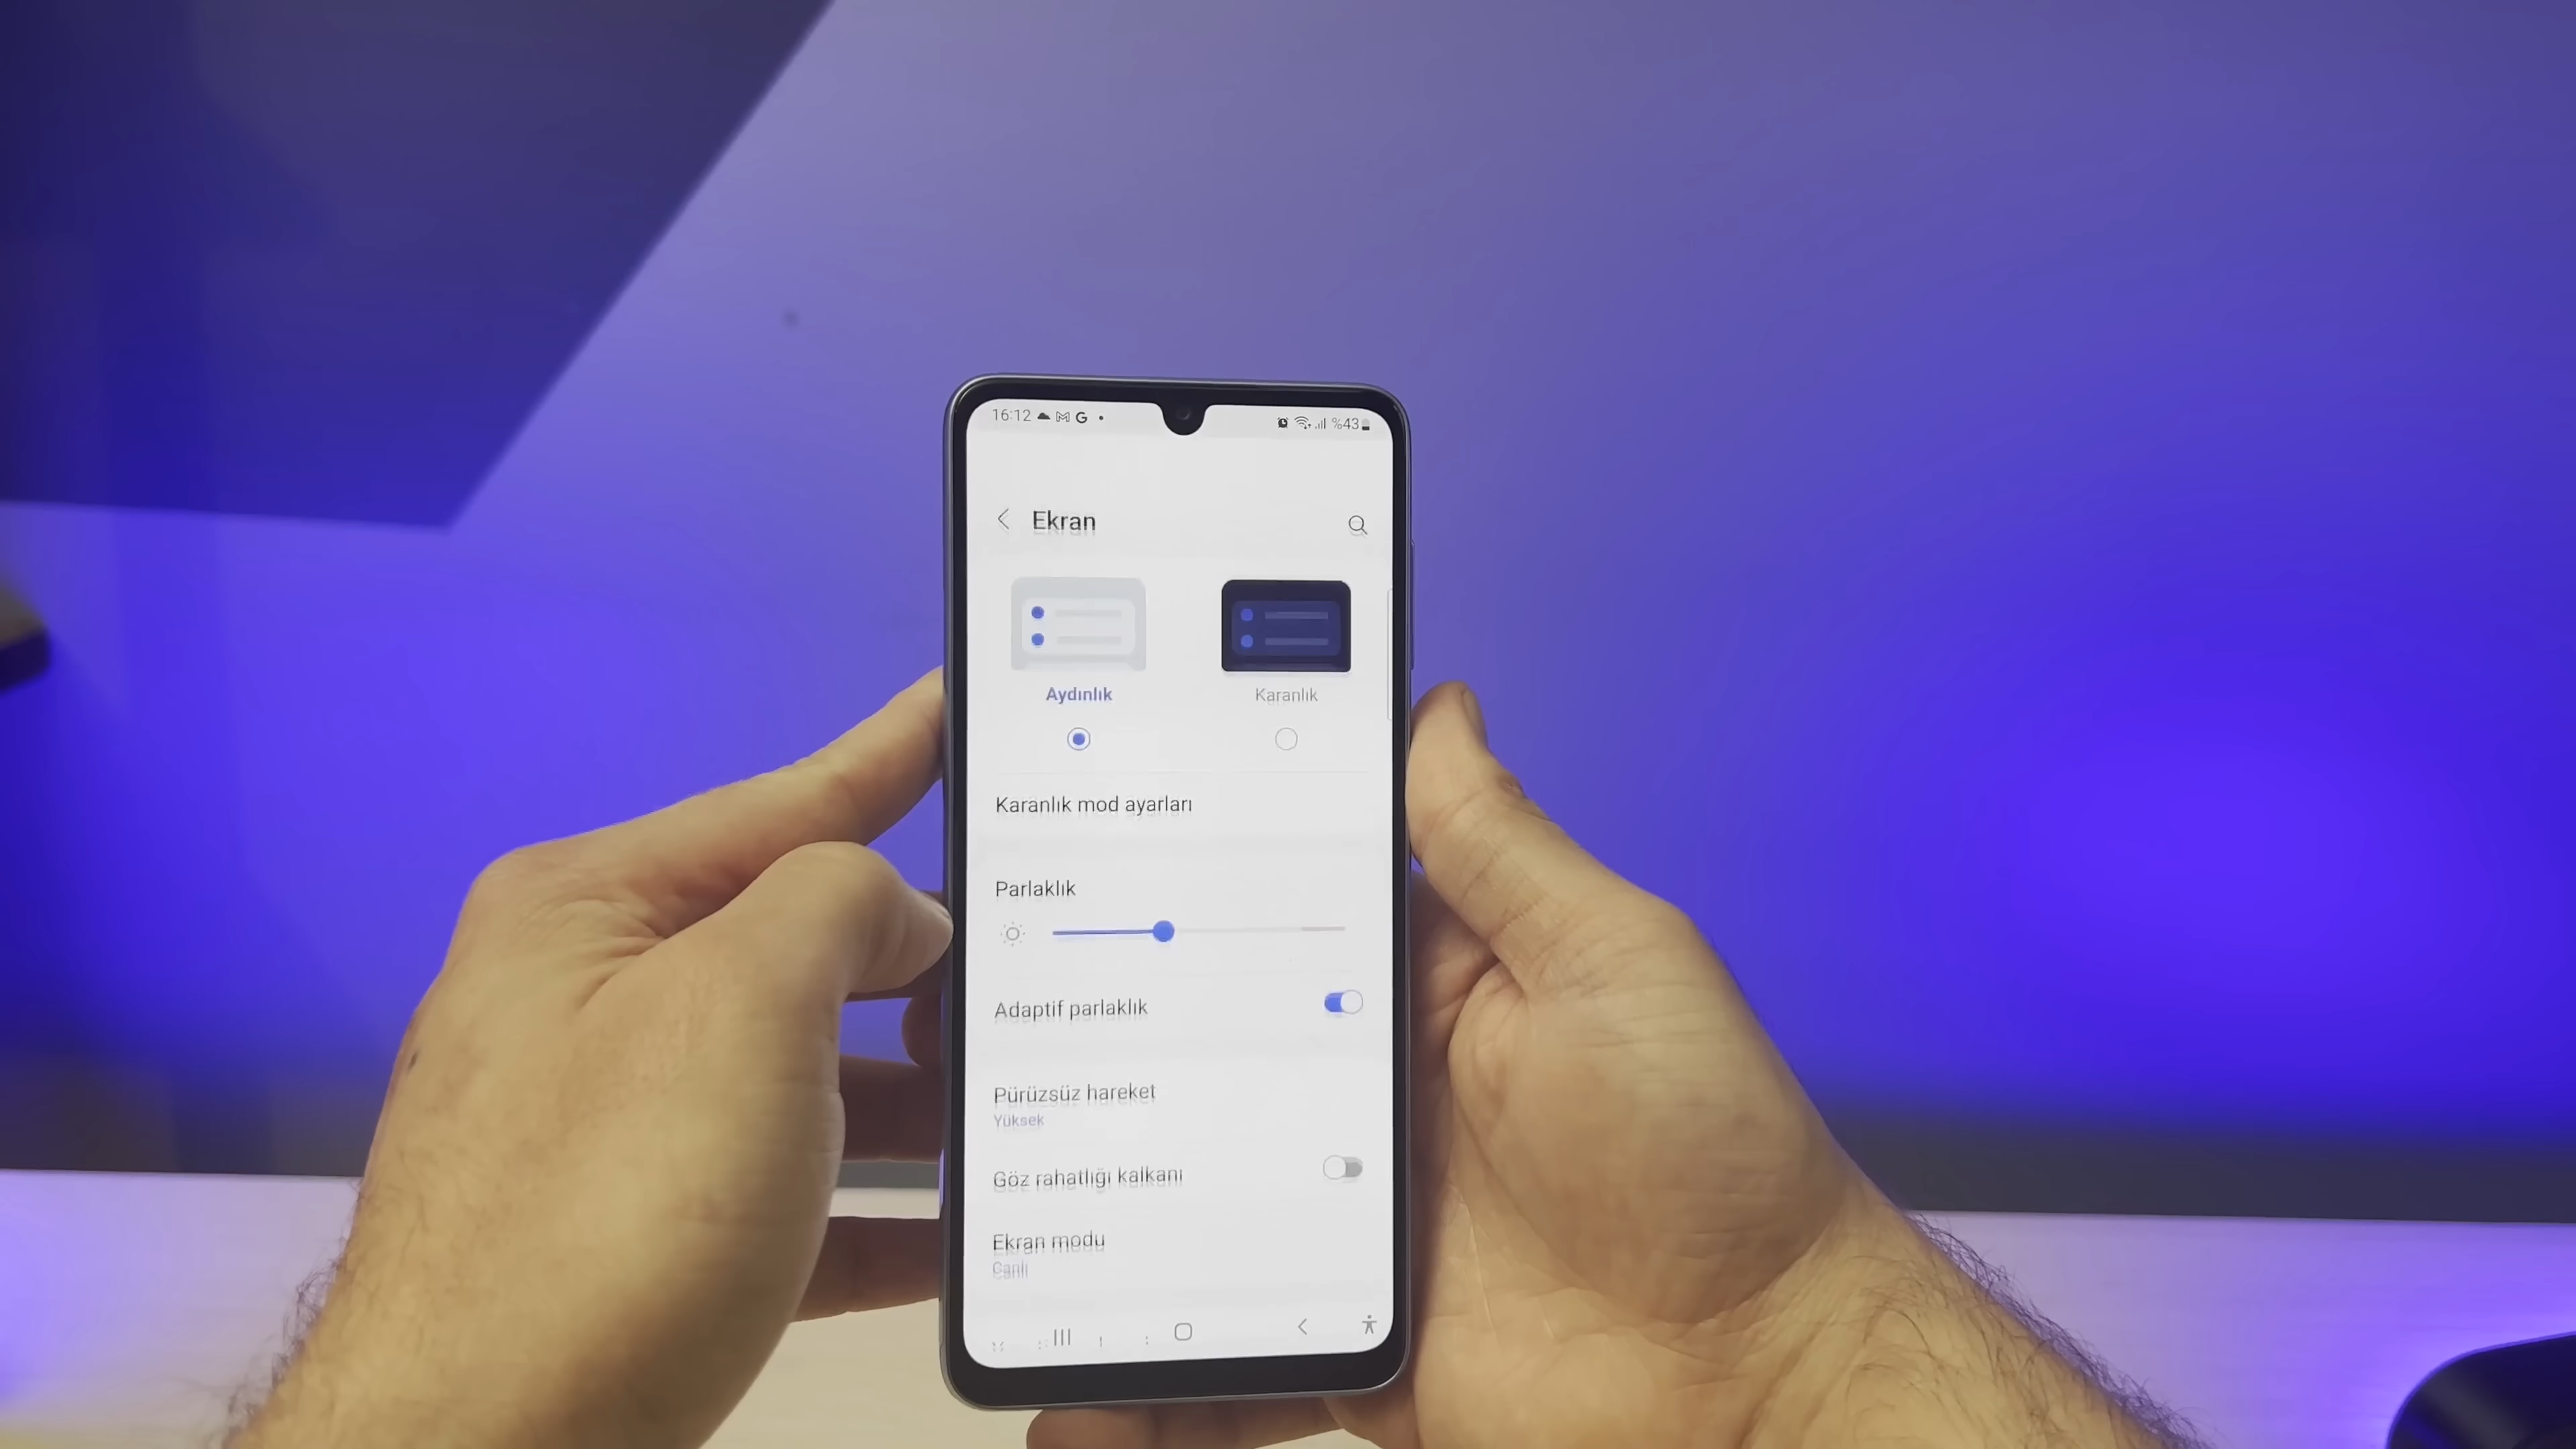 16:12 G %43
Ekran
Aydınlık Karanlık
Karanlık mod ayarları
Parlaklık
Adaptif parlaklık
Pürüzsüz hareket
Yüksek
Göz rahatlığı kalkanı
Ekran modu
Canlı